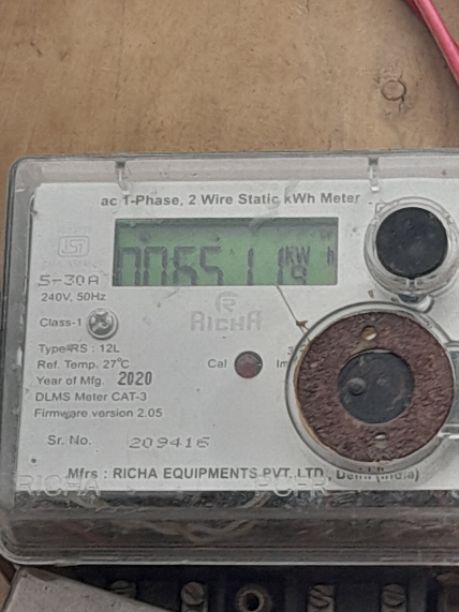 ac 1-Phase, 2 Wire Static kWh Meter
ISI
kW h
5-30A
240V, 50Hz
RICHA
Class-1
Type RS : 12L
Ref. Temp. 27°C
Cal
Year of Mfg. 2020
DLMS Meter CAT-3
Firmware version 2.05
Sr. No. 209416
Mfrs : RICHA EQUIPMENTS PVT. LTD., Delhi (India)
RICHA